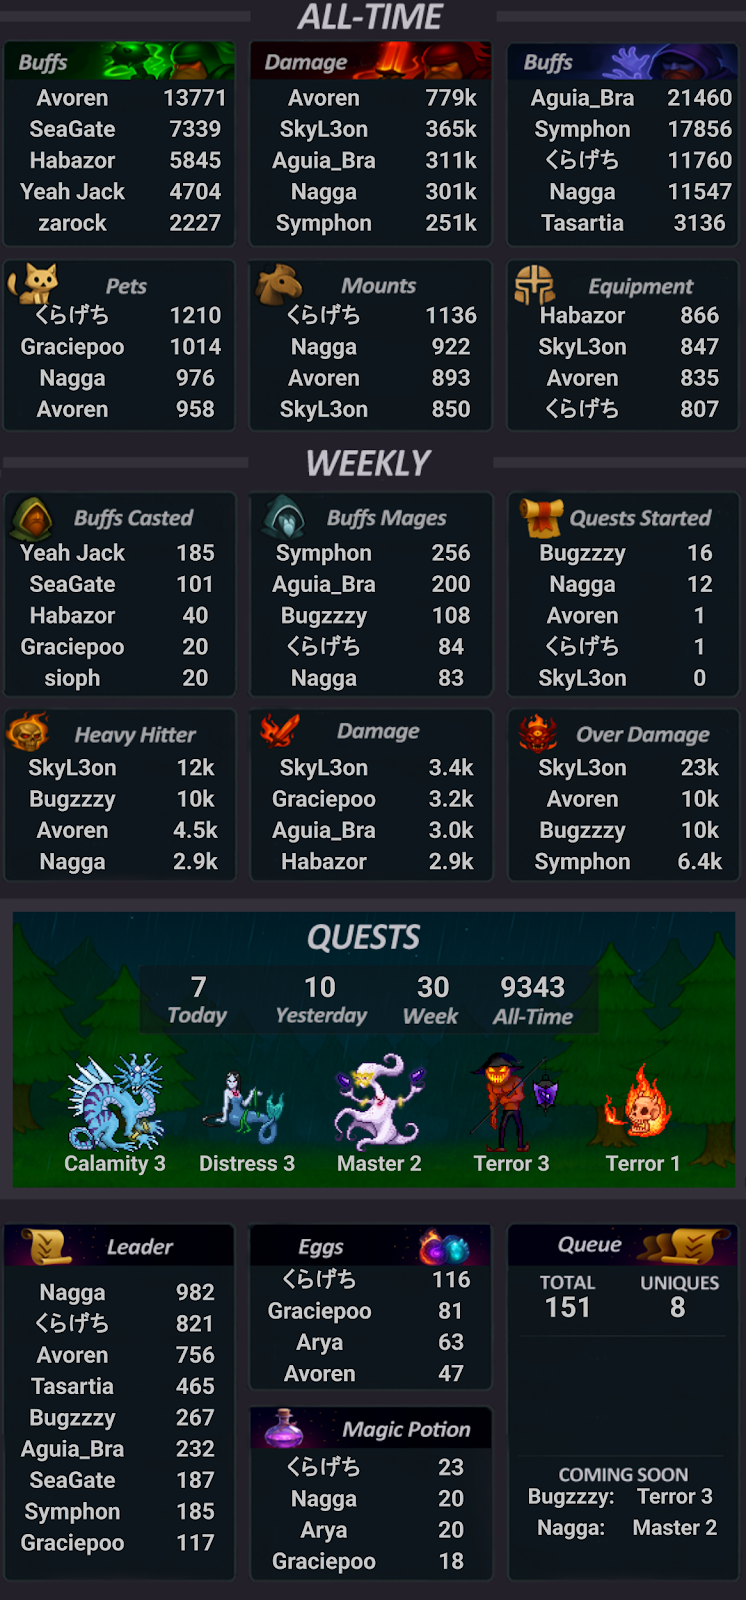 ALL-TIME
Buffs
Avoren 13771
SeaGate 7339
Habazor 5845
Yeah Jack 4704
zarock 2227
Damage
Avoren 779k
SkyL3on 365k
Aguia_Bra 311k
Nagga 301k
Symphon 251k
Buffs
Aguia_Bra 21460
Symphon 17856
くらげち 11760
Nagga 11547
Tasartia 3136
Pets
くらげち 1210
Graciepoo 1014
Nagga 976
Avoren 958
Mounts
くらげち 1136
Nagga 922
Avoren 893
SkyL3on 850
Equipment
Habazor 866
SkyL3on 847
Avoren 835
くらげち 807
WEEKLY
Buffs Casted
Yeah Jack 185
SeaGate 101
Habazor 40
Graciepoo 20
sioph 20
Buffs Mages
Symphon 256
Aguia_Bra 200
Bugzzzy 108
くらげち 84
Nagga 83
Quests Started
Bugzzzy 16
Nagga 12
Avoren 1
くらげち 1
SkyL3on 0
Heavy Hitter
SkyL3on 12k
Bugzzzy 10k
Avoren 4.5k
Nagga 2.9k
Damage
SkyL3on 3.4k
Graciepoo 3.2k
Aguia_Bra 3.0k
Habazor 2.9k
Over Damage
SkyL3on 23k
Avoren 10k
Bugzzzy 10k
Symphon 6.4k
QUESTS
7 10 30 9343
Today Yesterday Week All-Time
Calamity 3 Distress 3 Master 2 Terror 3 Terror 1
Leader
Nagga 982
くらげち 821
Avoren 756
Tasartia 465
Bugzzzy 267
Aguia_Bra 232
SeaGate 187
Symphon 185
Graciepoo 117
Eggs
くらげち 116
Graciepoo 81
Arya 63
Avoren 47
Magic Potion
くらげち 23
Nagga 20
Arya 20
Graciepoo 18
Queue
TOTAL UNIQUES
151 8
COMING SOON
Bugzzzy: Terror 3
Nagga: Master 2